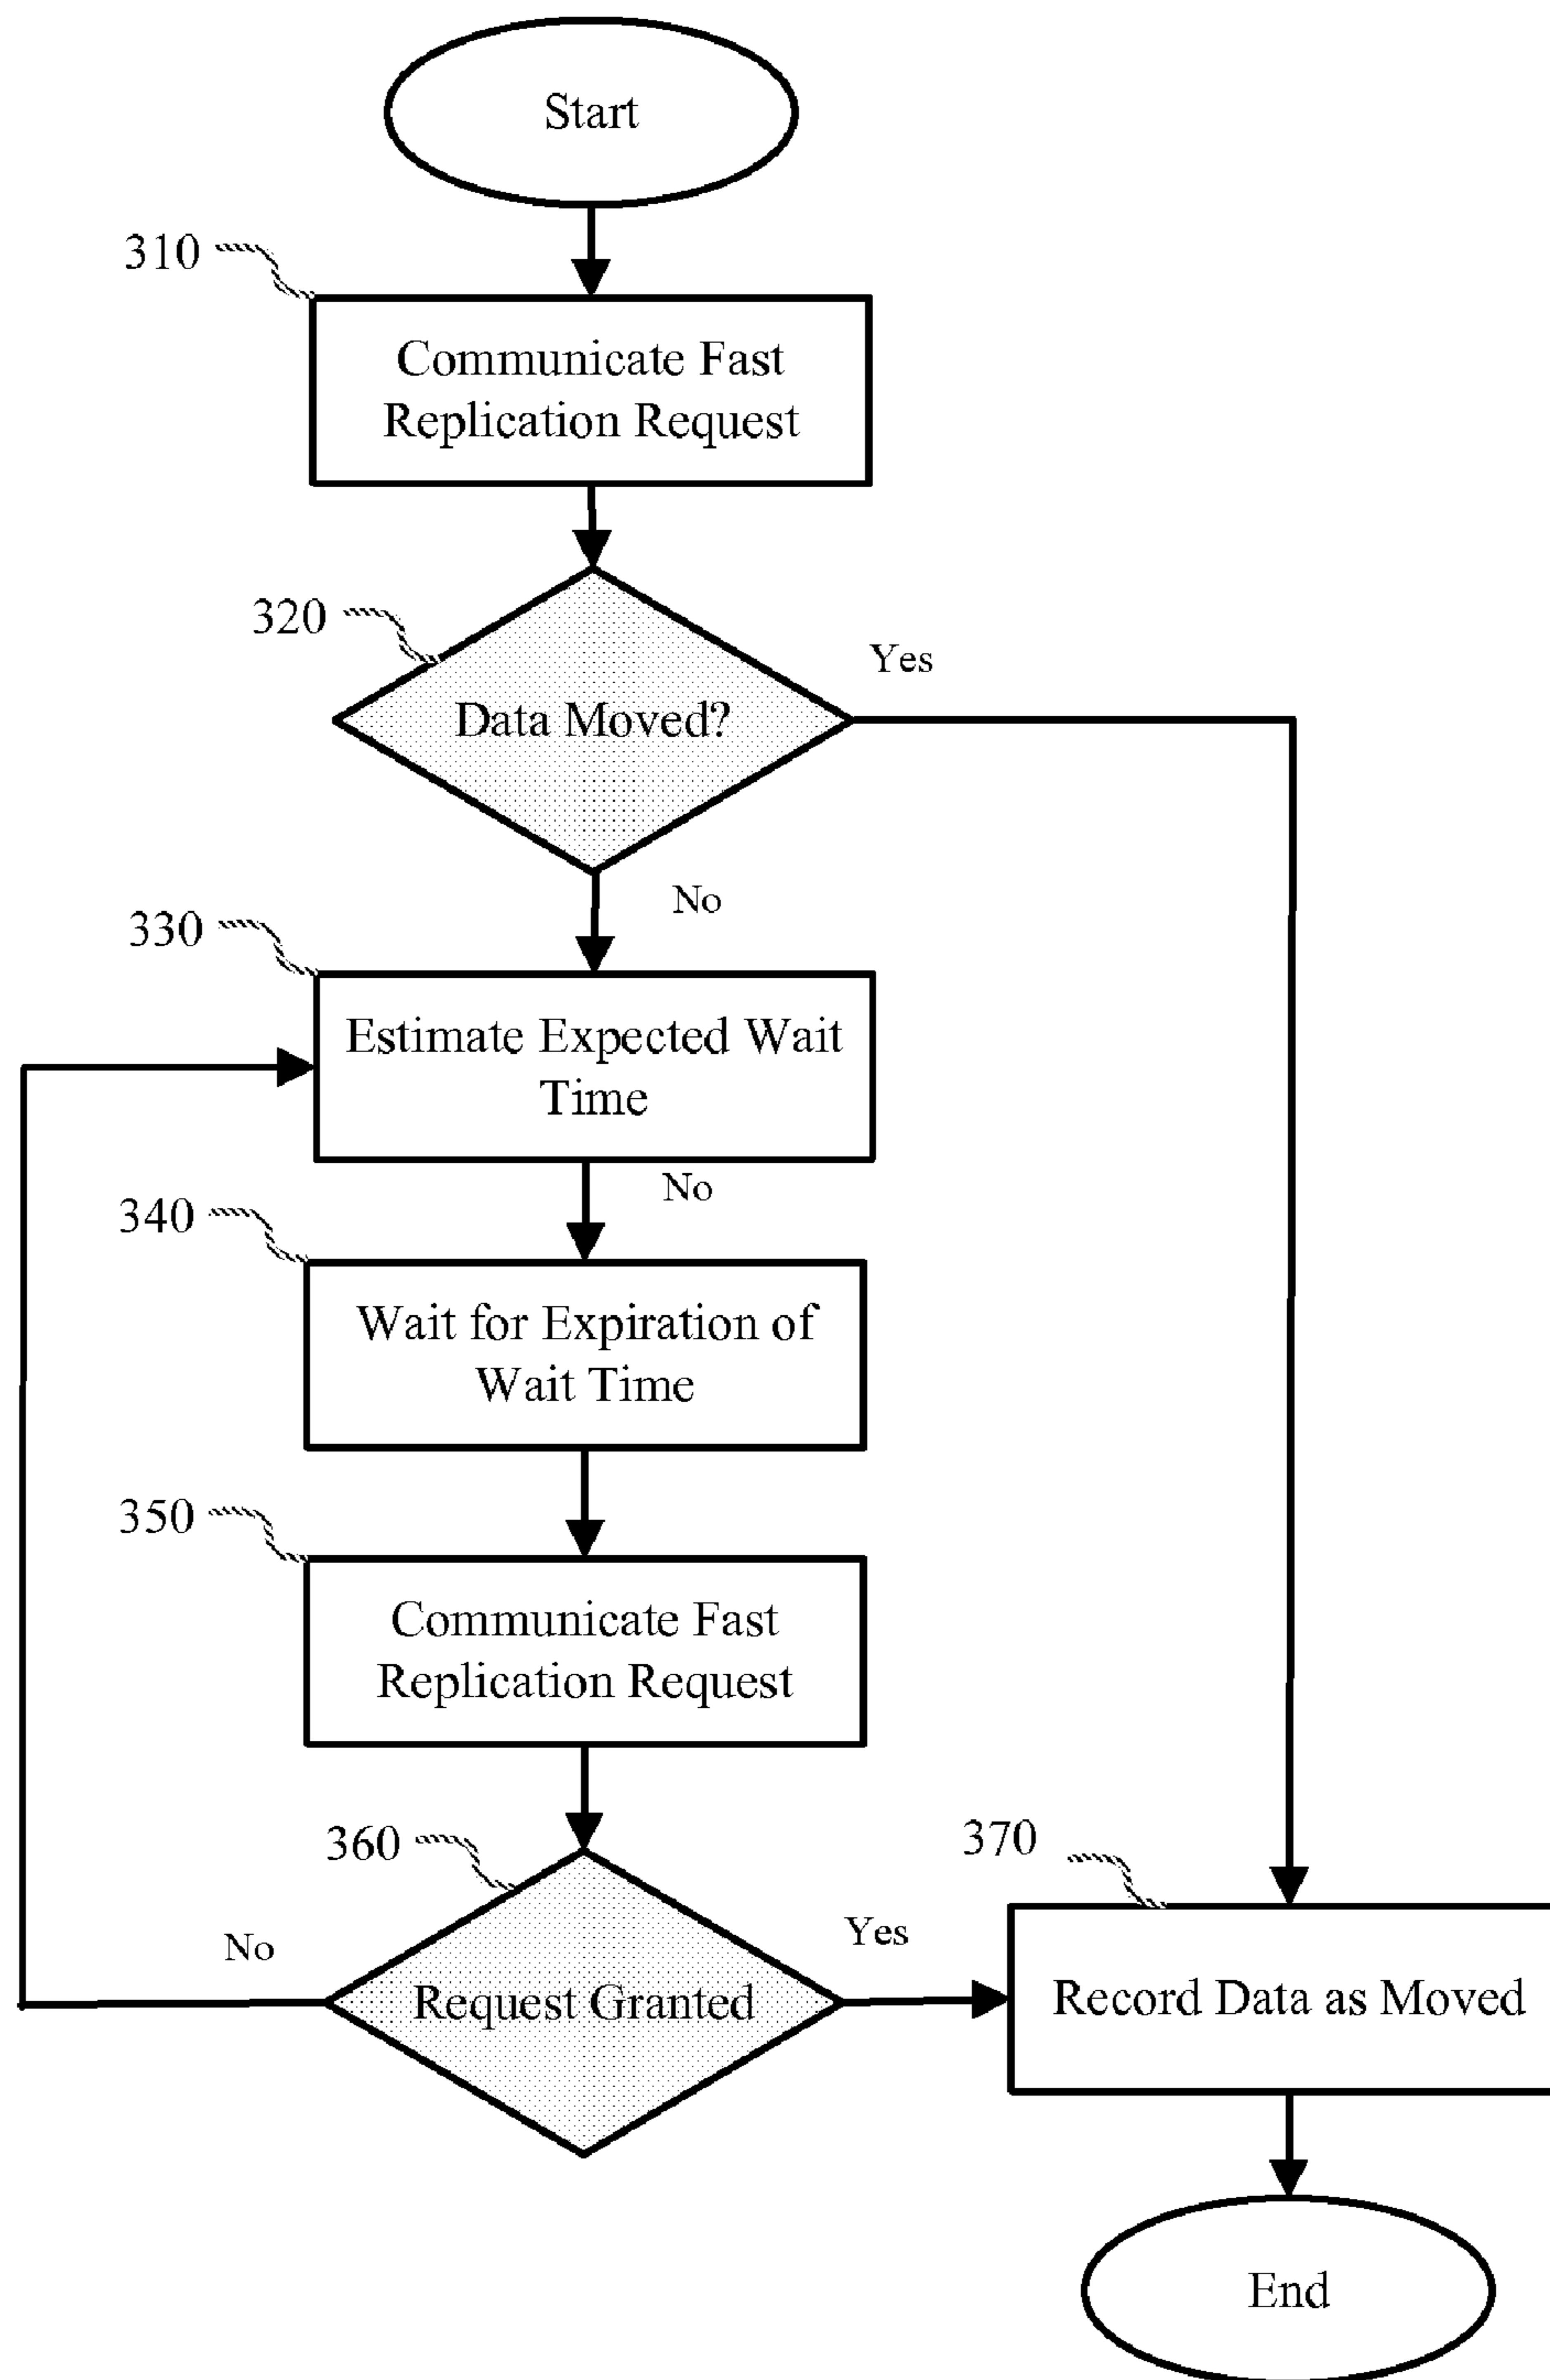 Start
310
Communicate Fast
Replication Request
320
Yes
Data Moved?
No
330
Estimate Expected Wait
Time
No
340
Wait for Expiration of
Wait Time
350
Communicate Fast
Replication Request
360
370
No
Yes
Request Granted
Record Data as Moved
End